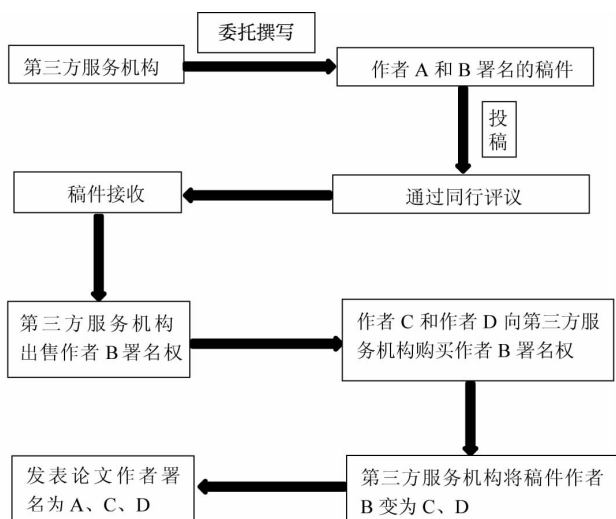 委托撰写
第三方服务机构
作者 A 和 B 署名的稿件
投
稿
稿件接收
通过同行评议
第三方服务机构
出售作者 B 署名权
作者 C 和作者 D 向第三方服
务机构购买作者 B 署名权
发表论文作者署
名为 A、C、D
第三方服务机构将稿件作者
B 变为 C、D